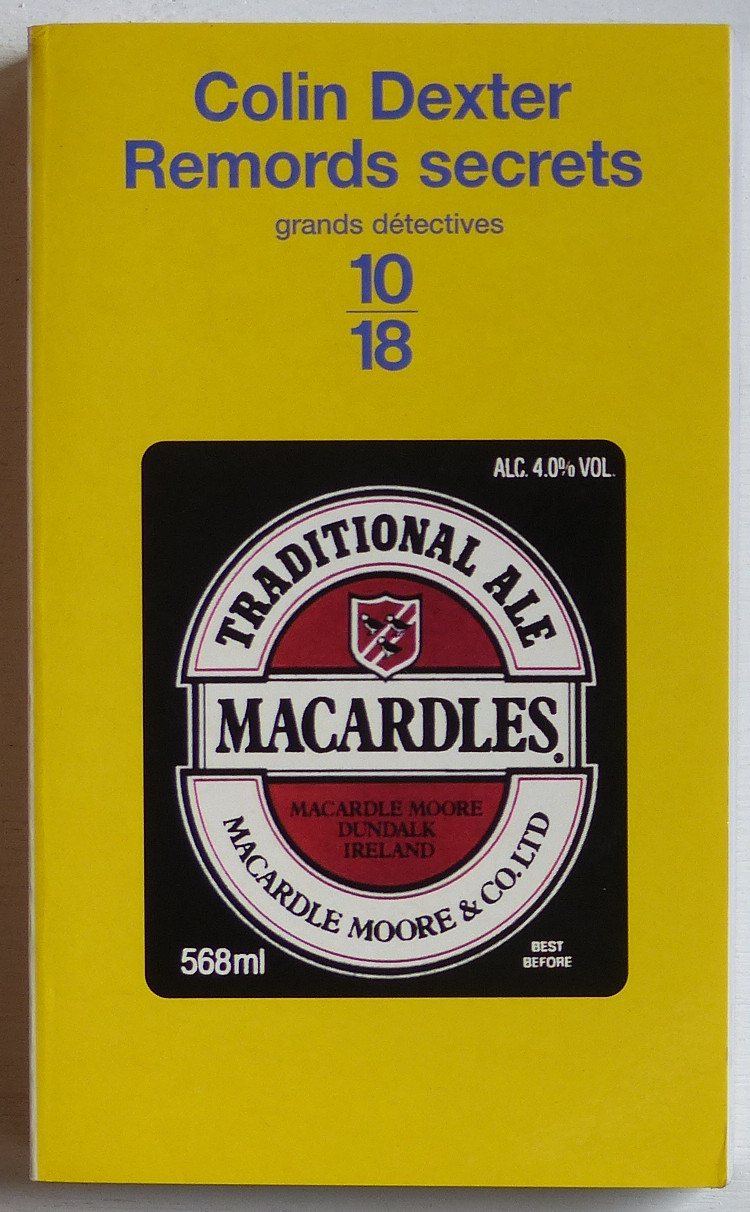 Colin Dexter
Remords secrets
grands détectives
10
18
ALC. 4.0% VOL.
TRADITIONAL ALE
MACARDLES
MACARDLE MOORE
DUNDALK
IRELAND
MACARDLE MOORE & CO. LTD
568ml
BEST
BEFORE